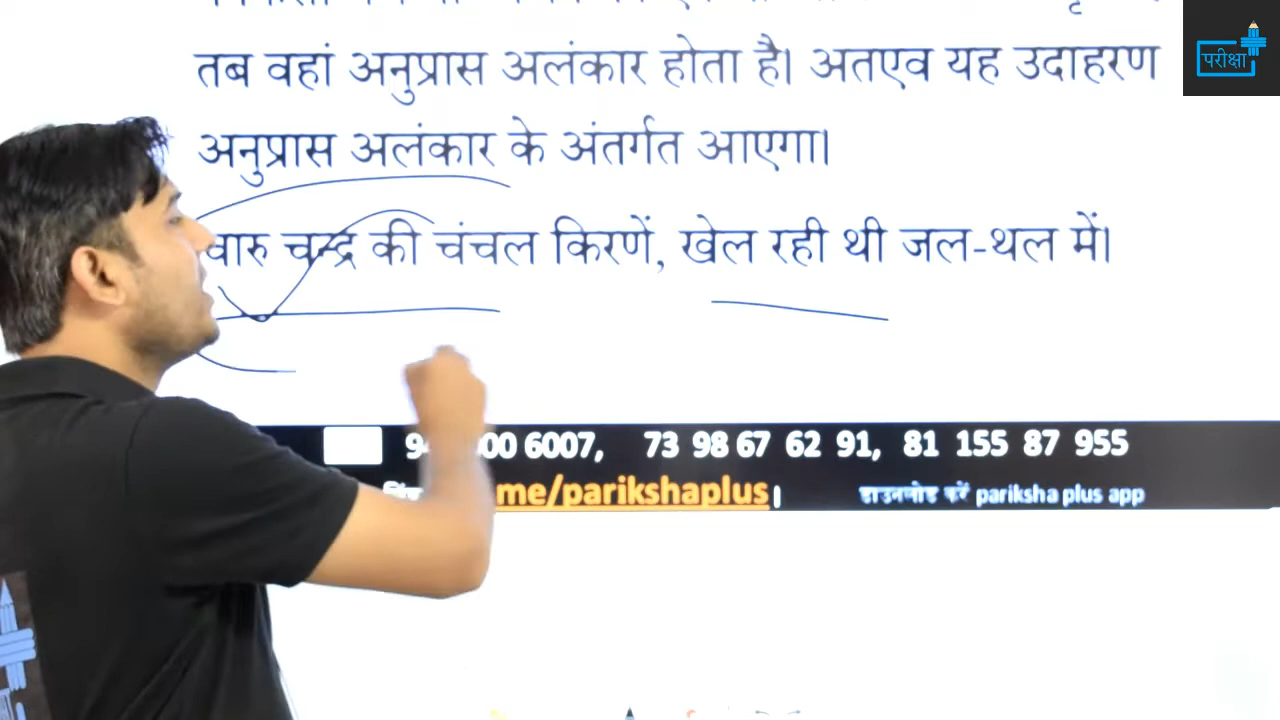 परीक्षा
तब वहां अनुप्रास अलंकार होता है। अतएव यह उदाहरण
अनुप्रास अलंकार के अंतर्गत आएगा।
चन्द्र की चंचल किरणें, खेल रही थी जल-थल में।
6007, 73 98 67 62 91, 81 155 87 955
me/parikshaplus डाउनलोड करें pariksha plus app